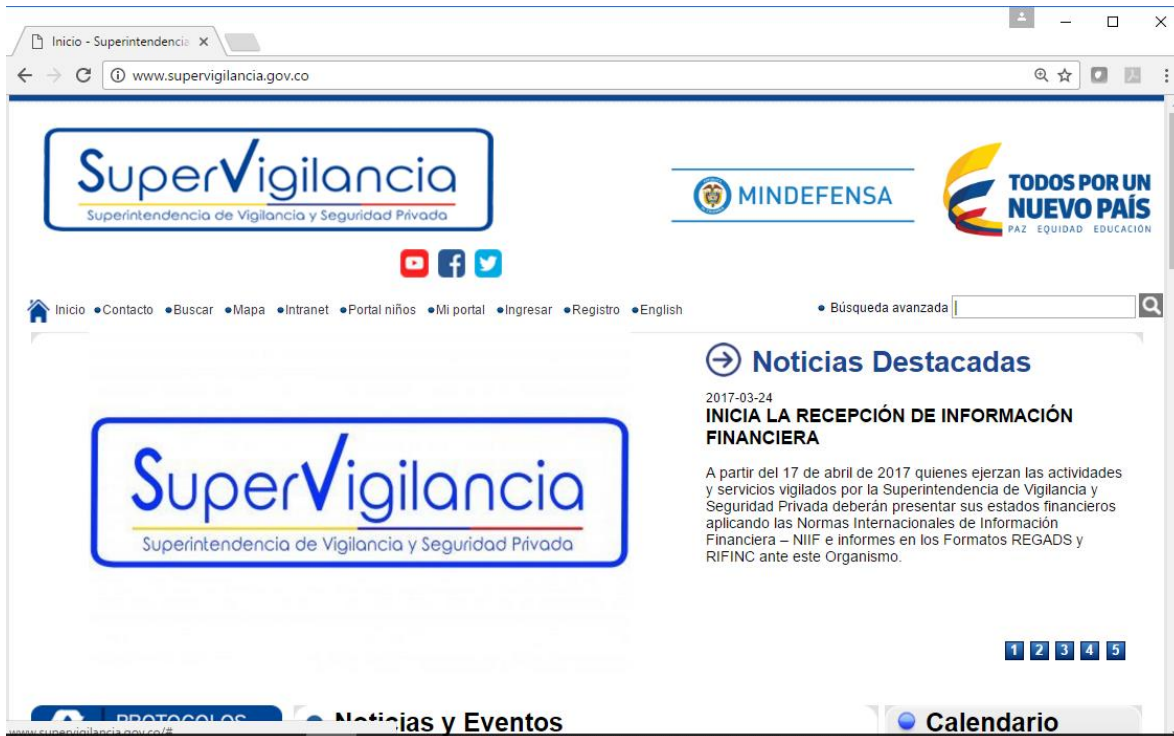 Inicio - Superintendencia
www.supervigilancia.gov.co
SuperVigilancia
Superintendencia de Vigilancia y Seguridad Privada
MINDEFENSA
TODOS POR UN
NUEVO PAÍS
PAZ EQUIDAD EDUCACIÓN
Inicio •Contacto •Buscar •Mapa •Intranet •Portal niños •Mi portal •Ingresar •Registro •English
• Búsqueda avanzada
Noticias Destacadas
2017-03-24
INICIA LA RECEPCIÓN DE INFORMACIÓN
FINANCIERA
A partir del 17 de abril de 2017 quienes ejerzan las actividades
y servicios vigilados por la Superintendencia de Vigilancia y
Seguridad Privada deberán presentar sus estados financieros
aplicando las Normas Internacionales de Información
Financiera – NIIF e informes en los Formatos REGADS y
RIFINC ante este Organismo.
SuperVigilancia
Superintendencia de Vigilancia y Seguridad Privada
1 2 3 4 5
PROTOCOLOS
• Noticias y Eventos
Calendario
www.supervigilancia.gov.co/#